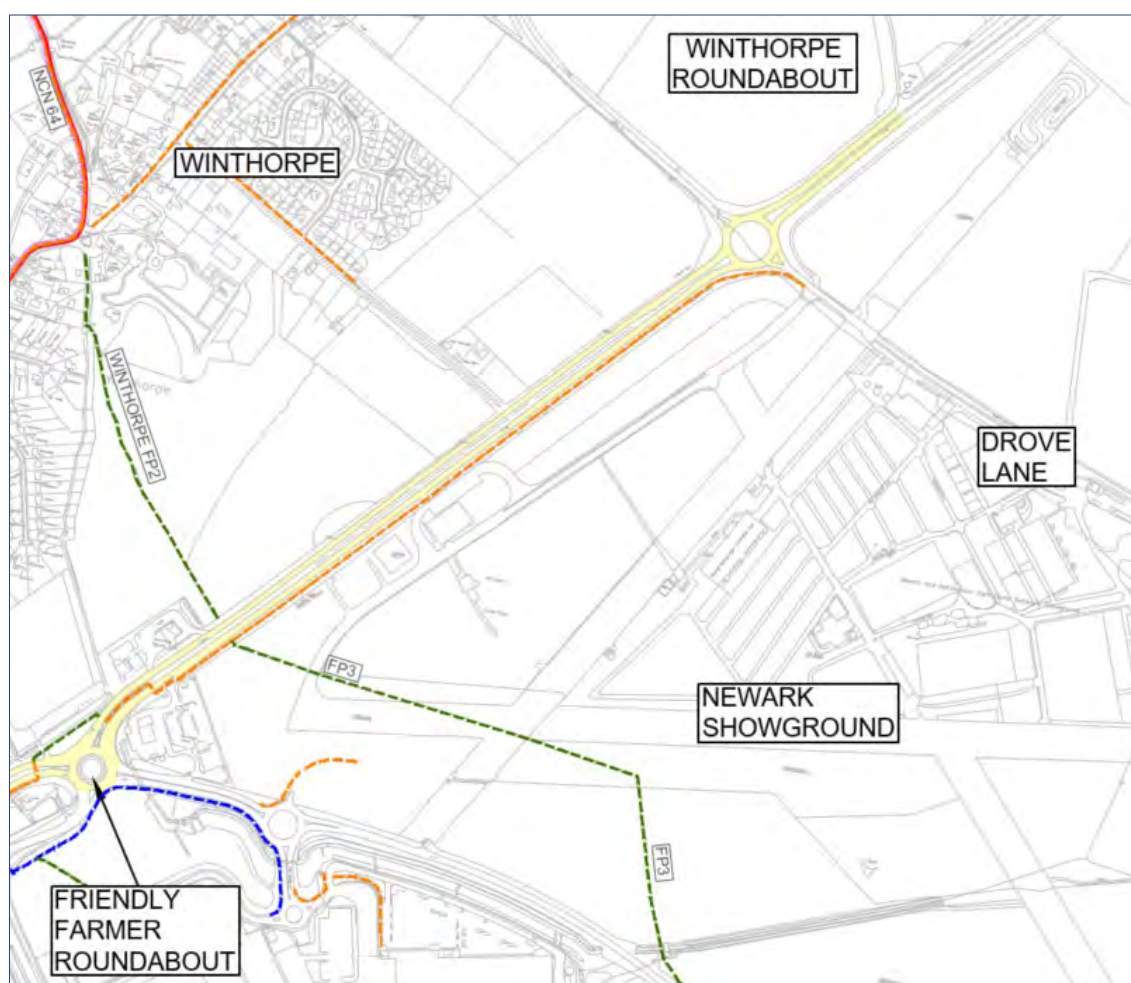 WINTHORPE
ROUNDABOUT
NCN 64
WINTHORPE
WINTHORPE FP2
DROVE
LANE
FP3
NEWARK
SHOWGROUND
FP3
FRIENDLY
FARMER
ROUNDABOUT